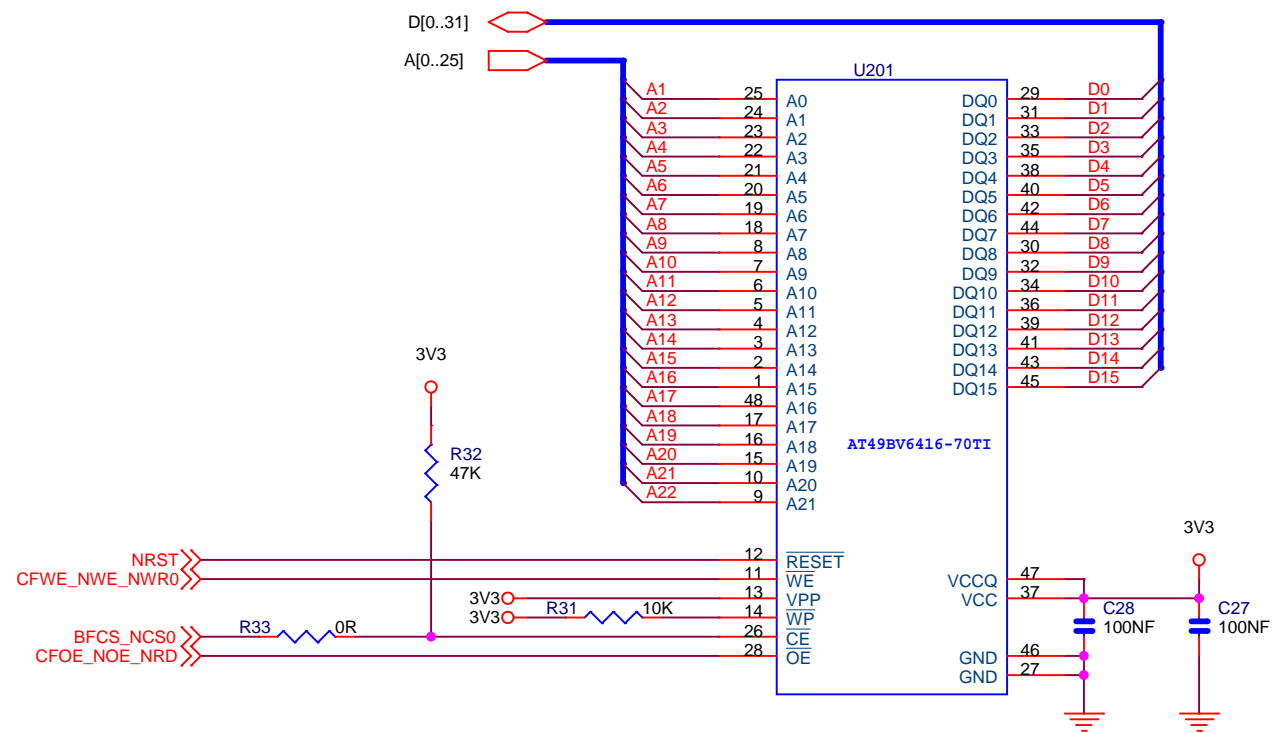 D[0..31]
A[0..25]
U201
A1 25 A0 DQ0 29 D0
A2 24 A1 DQ1 31 D1
A3 23 A2 DQ2 33 D2
A4 22 A3 DQ3 35 D3
A5 21 A4 DQ4 38 D4
A6 20 A5 DQ5 40 D5
A7 19 A6 DQ6 42 D6
A8 18 A7 DQ7 44 D7
A9 8 A8 DQ8 30 D8
A10 7 A9 DQ9 32 D9
A11 6 A10 DQ10 34 D10
A12 5 A11 DQ11 36 D11
A13 4 A12 DQ12 39 D12
A14 3 A13 DQ13 41 D13
A15 2 A14 DQ14 43 D14
A16 1 A15 DQ15 45 D15
A17 48 A16
A18 17 A17
A19 16 A18
A20 15 A19
A21 10 A20
A22 9 A21
AT49BV6416-70TI
3V3
R32
47K
NRST 12 RESET
CFWE_NWE_NWR0 11 WE
3V3 13 VPP
3V3 R31 10K 14 WP
BFCS_NCS0 R33 0R 26 CE
CFOE_NOE_NRD 28 OE
3V3
VCCQ 47
VCC 37
C28
100NF
C27
100NF
GND 46
GND 27